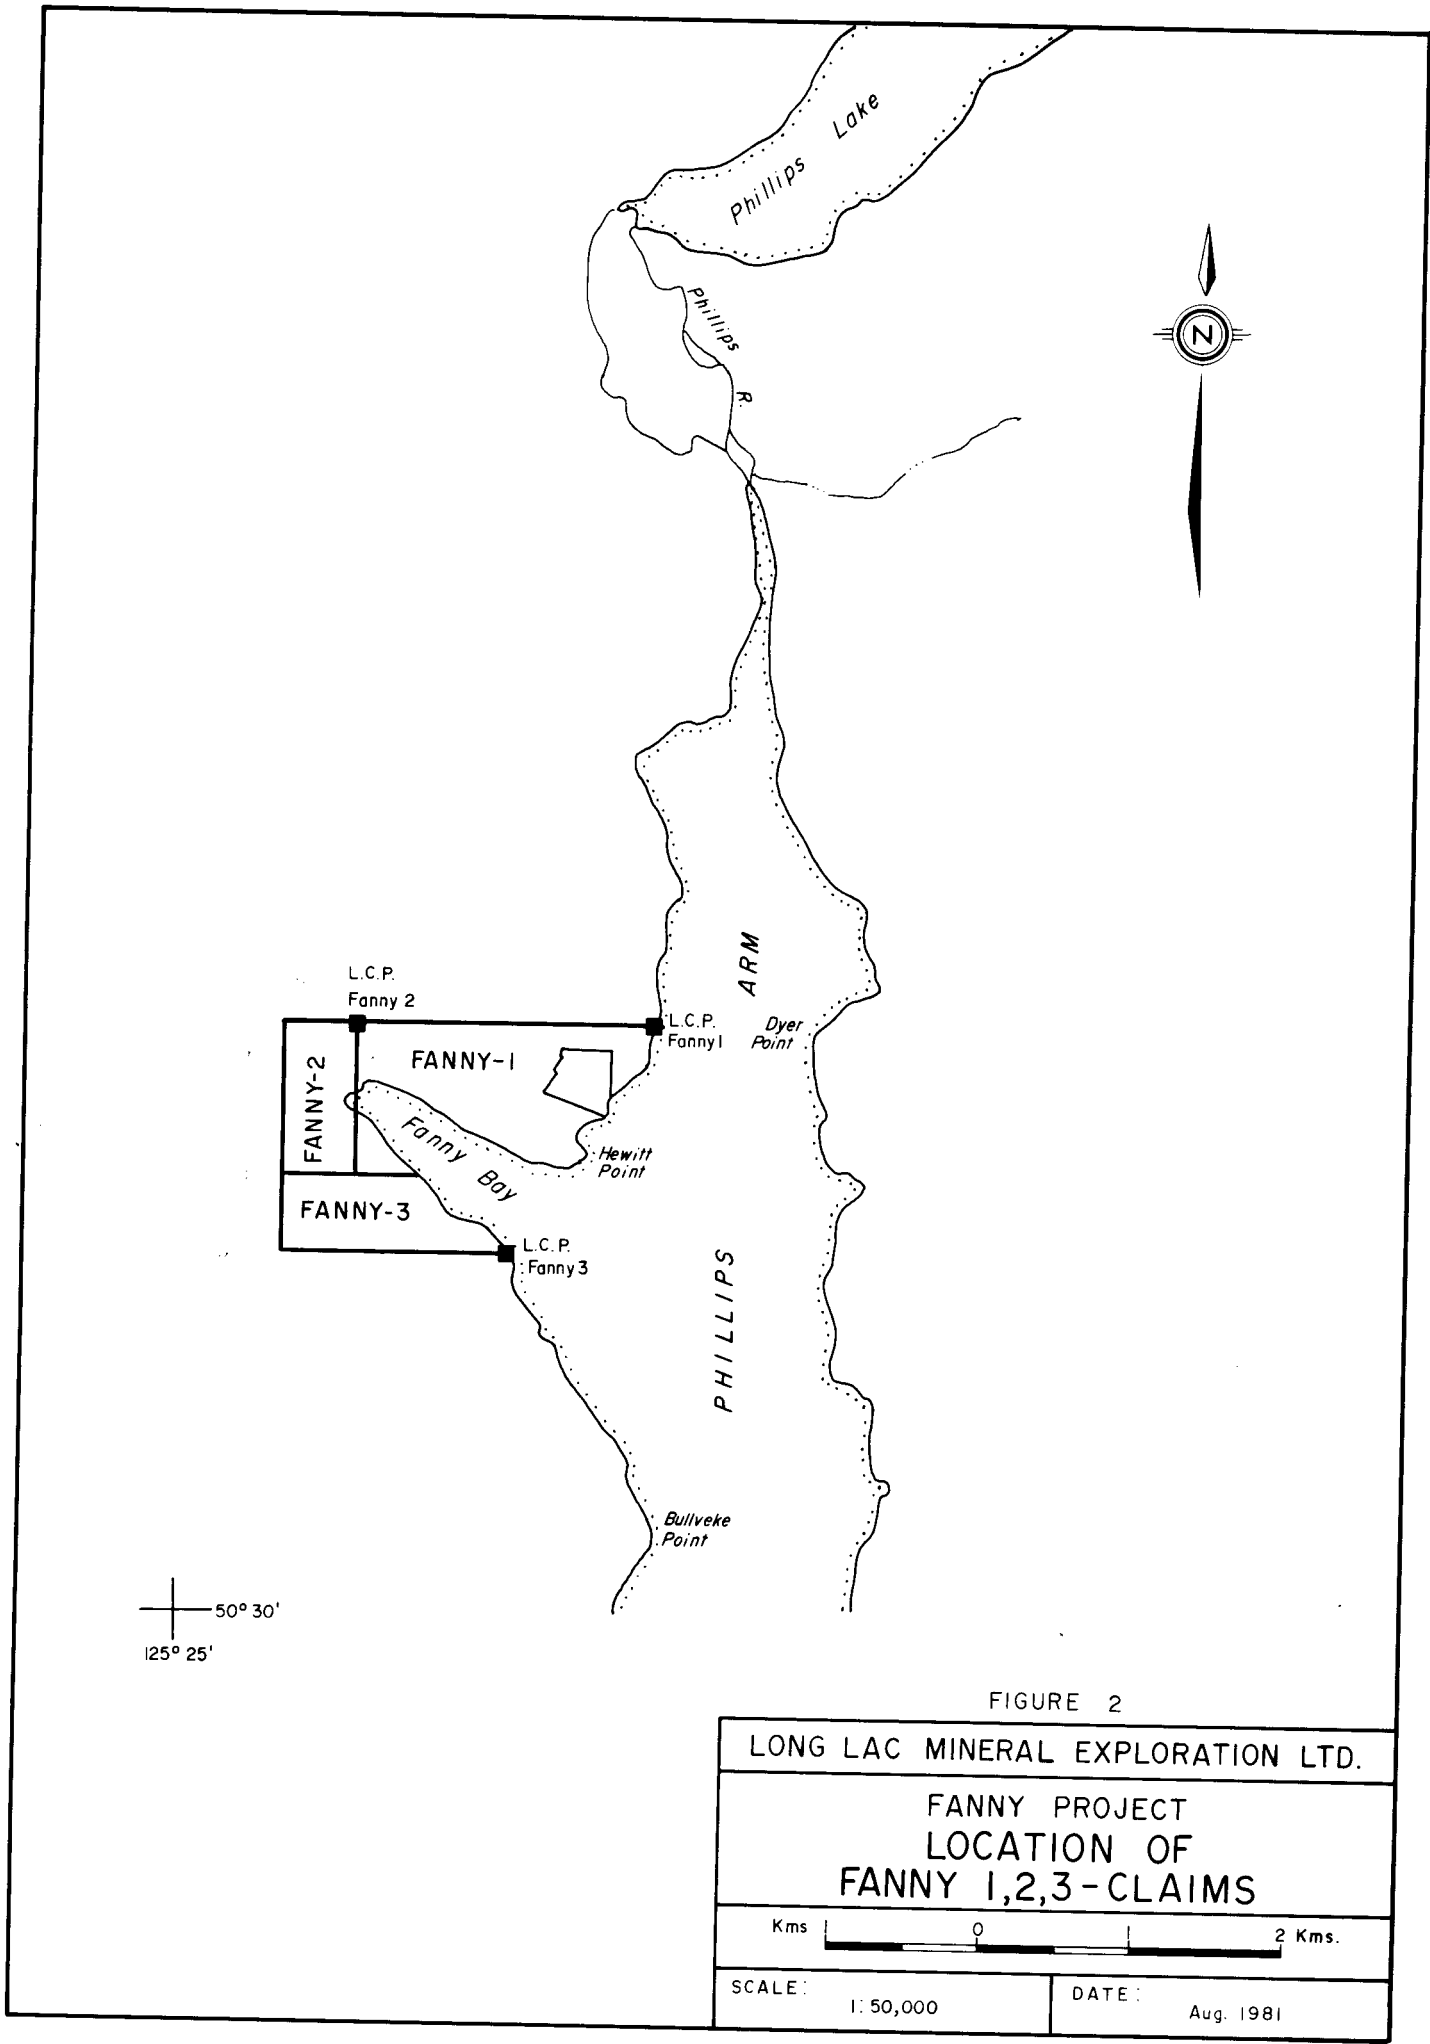 Phillips Lake
Phillips R.
N
ARM
L.C.P.
Fanny 2
L.C.P.
Fanny 1
Dyer
Point
FANNY-1
FANNY-2
Fanny Bay
Hewitt
Point
FANNY-3
L.C.P.
Fanny 3
PHILLIPS
Bullveke
Point
50° 30'
125° 25'
FIGURE 2
LONG LAC MINERAL EXPLORATION LTD.
FANNY PROJECT
LOCATION OF
FANNY 1,2,3-CLAIMS
Kms 1 0 1 2 Kms.
SCALE: 1:50,000
DATE: Aug. 1981